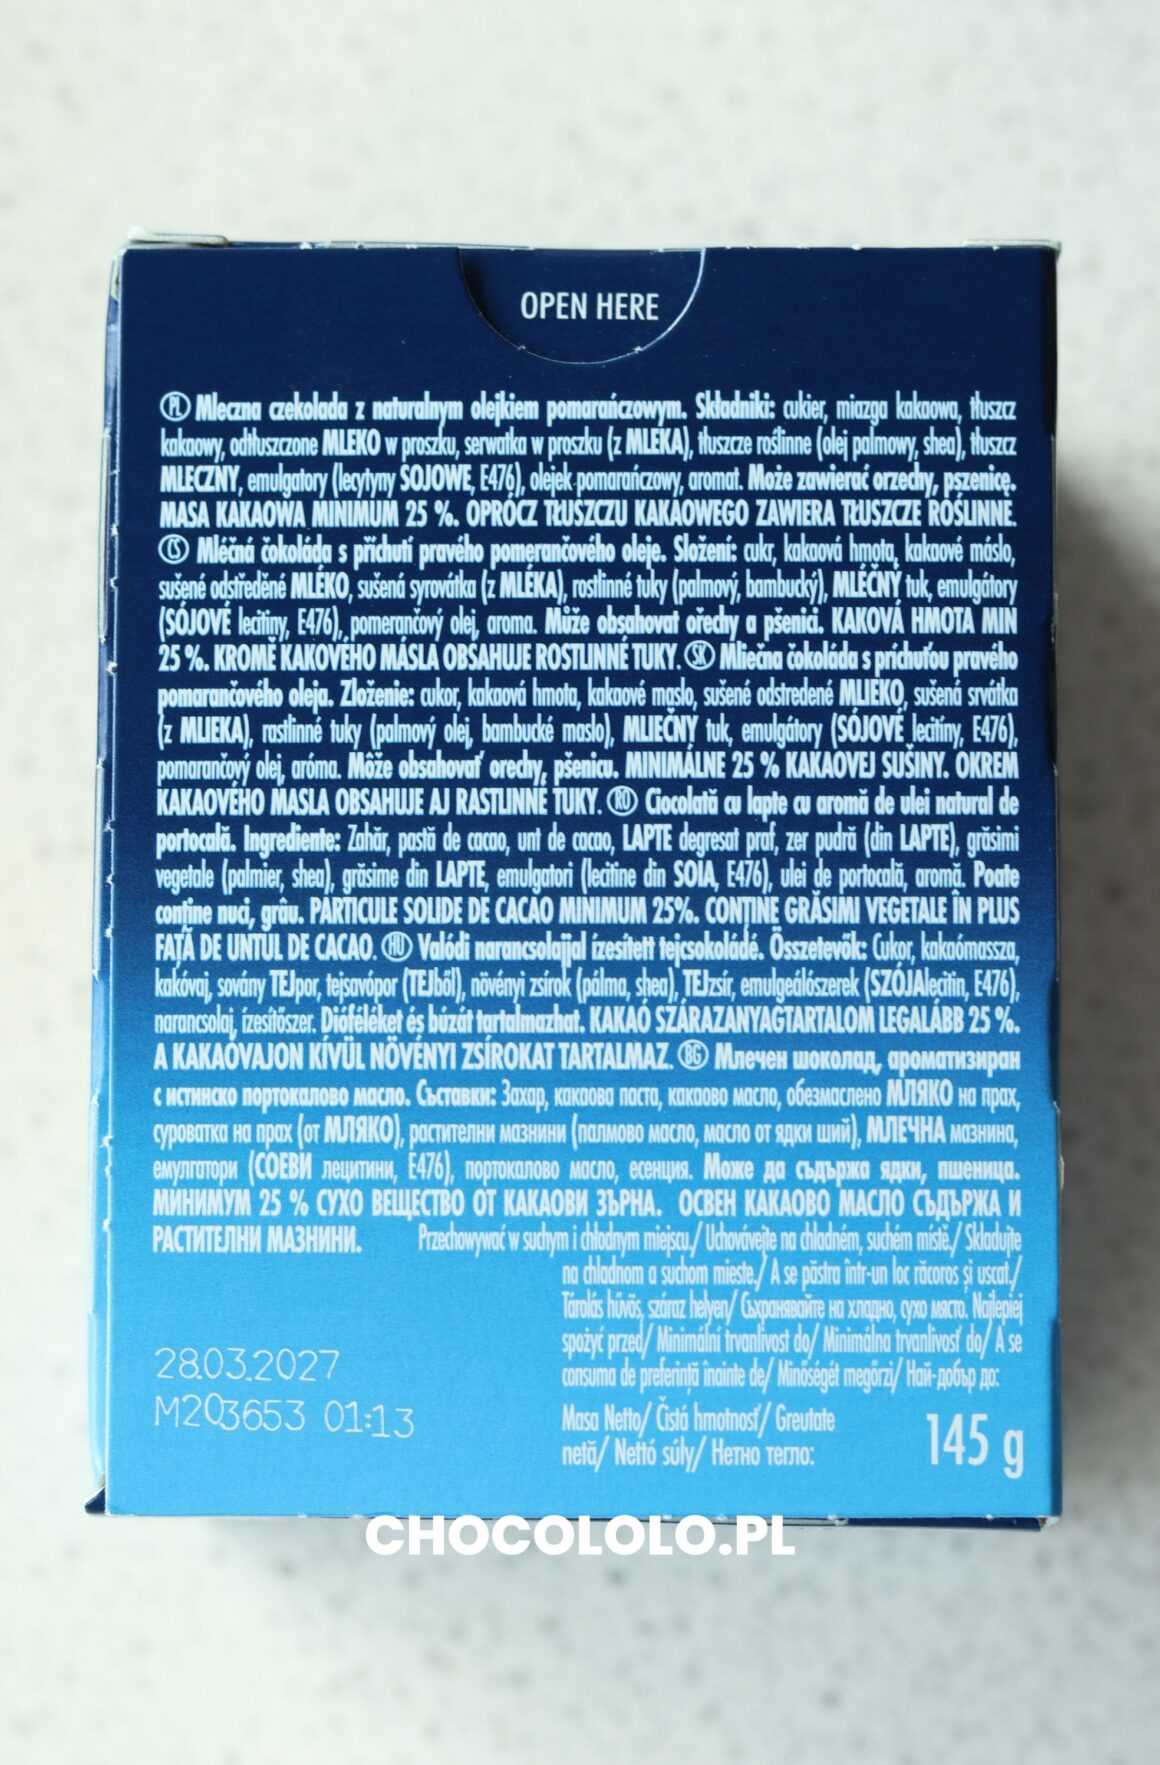 OPEN HERE
PL Mleczna czekolada z naturalnym olejkiem pomarańczowym. Składniki: cukier, miazga kakaowa, tłuszcz
kakaowy, odtłuszczone MLEKO w proszku, serwatka w proszku (z MLEKA), tłuszcze roślinne (olej palmowy, shea), tłuszcz
MLECZNY, emulgatory (lecytyny SOJOWE, E476), olejek pomarańczowy, aromat. Może zawierać orzechy, pszenicę.
MASA KAKAOWA MINIMUM 25 %. OPRÓCZ TŁUSZCZU KAKAOWEGO ZAWIERA TŁUSZCZE ROŚLINNE.
CS Mléčná čokoláda s příchutí pravého pomerančového oleje. Složení: cukr, kakaová hmota, kakaové máslo,
sušené odstředěné MLÉKO, sušená syrovátka (z MLÉKA), rostlinné tuky (palmový, bambucký), MLÉČNÝ tuk, emulgátory
(SÓJOVÉ lecitiny, E476), pomerančový olej, aroma. Může obsahovat ořechy a pšenici. KAKOVÁ HMOTA MIN
25 %. KROMĚ KAKOVÉHO MÁSLA OBSAHUJE ROSTLINNÉ TUKY. SK Mliečna čokoláda s príchuťou pravého
pomarančového oleja. Zloženie: cukor, kakaová hmota, kakaové maslo, sušené odstredené MLIEKO, sušená srvátka
(z MLIEKA), rastlinné tuky (palmový olej, bambucké maslo), MLIEČNY tuk, emulgátory (SÓJOVÉ lecitíny, E476),
pomarančový olej, aróma. Môže obsahovať orechy, pšenicu. MINIMÁLNE 25 % KAKAOVEJ SUŠINY. OKREM
KAKAOVÉHO MASLA OBSAHUJE AJ RASTLINNÉ TUKY. RO Ciocolată cu lapte cu aromă de ulei natural de
portocală. Ingrediente: Zahăr, pastă de cacao, unt de cacao, LAPTE degresat praf, zer pudră (din LAPTE), grăsimi
vegetale (palmier, shea), grăsime din LAPTE, emulgatori (lecitine din SOIA, E476), ulei de portocală, aromă. Poate
conține nuci, grâu. PARTICULE SOLIDE DE CACAO MINIMUM 25%. CONȚINE GRĂSIMI VEGETALE ÎN PLUS
FAȚĂ DE UNTUL DE CACAO. HU Valódi narancsolajjal ízesített tejcsokoládé. Összetevők: Cukor, kakaómassza,
kakóvaj, sovány TEJpor, tejsavópor (TEJből), növényi zsírok (pálma, shea), TEJzsír, emulgeálószerek (SZÓJAlecitin, E476),
narancsolaj, ízesítőszer. Dióféléket és búzát tartalmazhat. KAKAÓ SZÁRAZANYAGTARTALOM LEGALÁBB 25 %.
A KAKAÓVAJON KÍVÜL NÖVÉNYI ZSÍROKAT TARTALMAZ. BG Млечен шоколад, ароматизиран
с истинско портокалово масло. Съставки: Захар, какаова паста, какаово масло, обезмаслено МЛЯКО на прах,
суроватка на прах (от МЛЯКО), растителни мазнини (палмово масло, масло от ядки ший), МЛЕЧНА мазнина,
емулгатори (СОЕВИ лецитини, E476), портокалово масло, есенция. Може да съдържа ядки, пшеница.
МИНИМУМ 25 % СУХО ВЕЩЕСТВО ОТ КАКАОВИ ЗЪРНА. ОСВЕН КАКАОВО МАСЛО СЪДЪРЖА И
РАСТИТЕЛНИ МАЗНИНИ.
Przechowywać w suchym i chłodnym miejscu./ Uchovávejte na chladném, suchém místě./ Skladujte
na chladnom a suchom mieste./ A se păstra într-un loc răcoros și uscat./
Tárolás hűvös, száraz helyen/ Съхранявайте на хладно, сухо място. Najlepiej
spożyć przed/ Minimální trvanlivost do/ Minimálna trvanlivosť do/ A se
consuma de preferință înainte de/ Minőségét megőrzi/ Най-добър до:
28.03.2027
M203653 01:13
Masa Netto/ Čistá hmotnosť/ Greutate
netă/ Nettó súly/ Нетно тегло:
145 g
CHOCOLOLO.PL